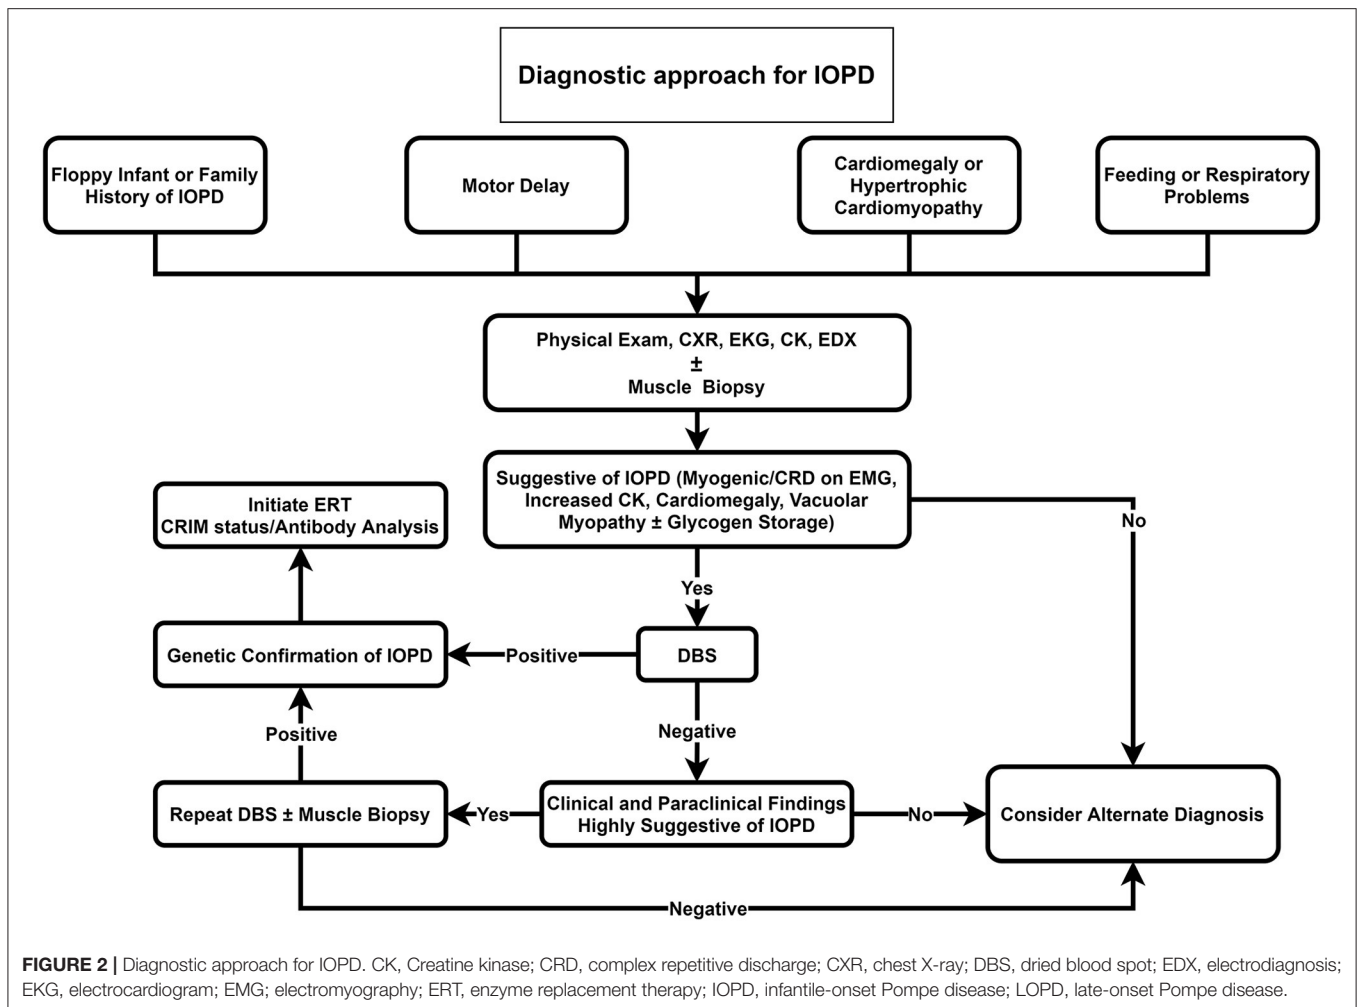 Diagnostic approach for IOPD
Floppy Infant or Family
History of IOPD
Motor Delay
Cardiomegaly or
Hypertrophic
Cardiomyopathy
Feeding or Respiratory
Problems
Physical Exam, CXR, EKG, CK, EDX
±
Muscle Biopsy
Suggestive of IOPD (Myogenic/CRD on EMG,
Increased CK, Cardiomegaly, Vacuolar
Myopathy ± Glycogen Storage)
No
Yes
Initiate ERT
CRIM status/Antibody Analysis
Genetic Confirmation of IOPD
Positive
DBS
Positive
Negative
Repeat DBS ± Muscle Biopsy
Yes
Clinical and Paraclinical Findings
Highly Suggestive of IOPD
No
Consider Alternate Diagnosis
Negative
FIGURE 2 | Diagnostic approach for IOPD. CK, Creatine kinase; CRD, complex repetitive discharge; CXR, chest X-ray; DBS, dried blood spot; EDX, electrodiagnosis;
EKG, electrocardiogram; EMG; electromyography; ERT, enzyme replacement therapy; IOPD, infantile-onset Pompe disease; LOPD, late-onset Pompe disease.